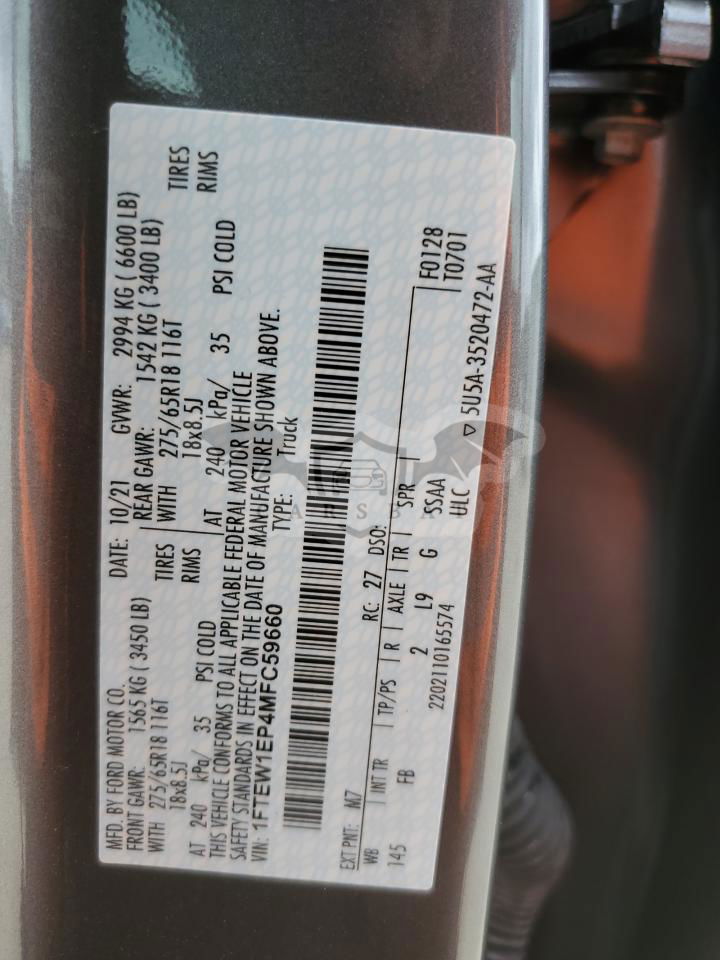 MFD. BY FORD MOTOR CO. DATE: 10/21 GVWR: 2994 KG ( 6600 LB)
FRONT GAWR: 1565 KG ( 3450 LB) REAR GAWR: 1542 KG ( 3400 LB)
WITH 275/65R18 116T TIRES WITH 275/65R18 116T TIRES
18x8.5J RIMS 18x8.5J RIMS
AT 240 kPa/ 35 PSI COLD AT 240 kPa/ 35 PSI COLD
THIS VEHICLE CONFORMS TO ALL APPLICABLE FEDERAL MOTOR VEHICLE
SAFETY STANDARDS IN EFFECT ON THE DATE OF MANUFACTURE SHOWN ABOVE.
VIN: 1FTEW1EP4MFC59660 TYPE: Truck
EXT PNT: M7 RC: 27 DSO: F0128
WB INT TR TP/PS R AXLE TR SPR T0701
145 FB 2 L9 G SSAA
ULC
2202110165574 ▽ 5U5A-3520472-AA